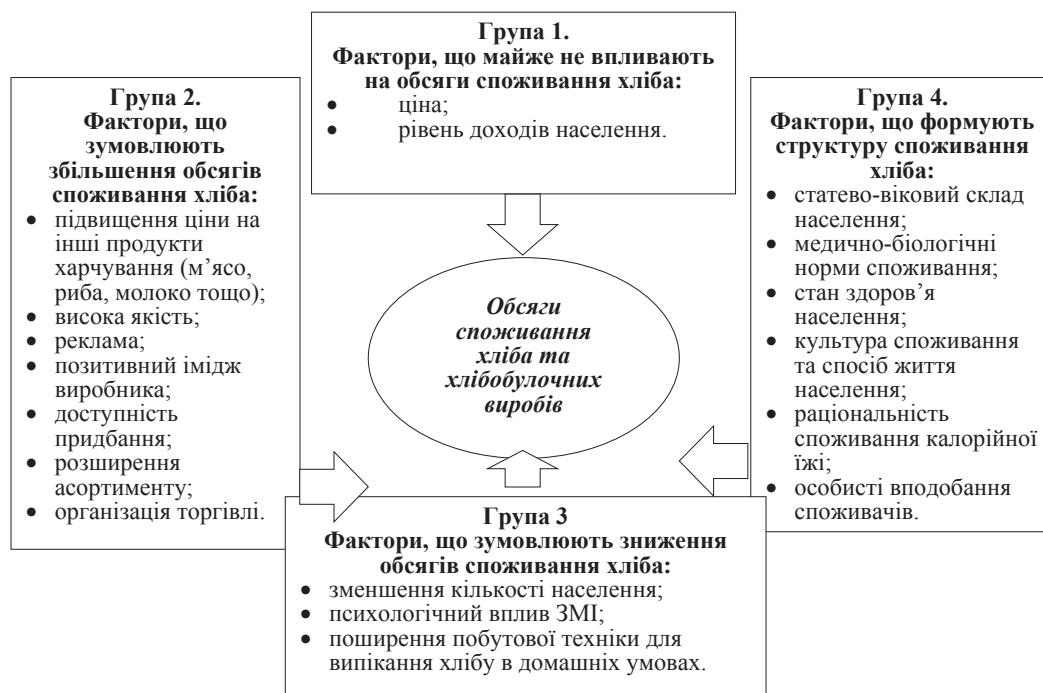 Група 1.
Фактори, що майже не впливають
на обсяги споживання хліба:
• ціна;
• рівень доходів населення.
Група 2.
Фактори, що
зумовлюють
збільшення обсягів
споживання хліба:
• підвищення ціни на
інші продукти
харчування (м’ясо,
риба, молоко тощо);
• висока якість;
• реклама;
• позитивний імідж
виробника;
• доступність
придбання;
• розширення
асортименту;
• організація торгівлі.
Обсяги
споживання
хліба та
хлібобулочних
виробів
Група 4.
Фактори, що формують
структуру споживання
хліба:
• статево-віковий склад
населення;
• медично-біологічні
норми споживання;
• стан здоров’я
населення;
• культура споживання
та спосіб життя
населення;
• раціональність
споживання калорійної
їжі;
• особисті вподобання
споживачів.
Група 3
Фактори, що зумовлюють зниження
обсягів споживання хліба:
• зменшення кількості населення;
• психологічний вплив ЗМІ;
• поширення побутової техніки для
випікання хлібу в домашніх умовах.